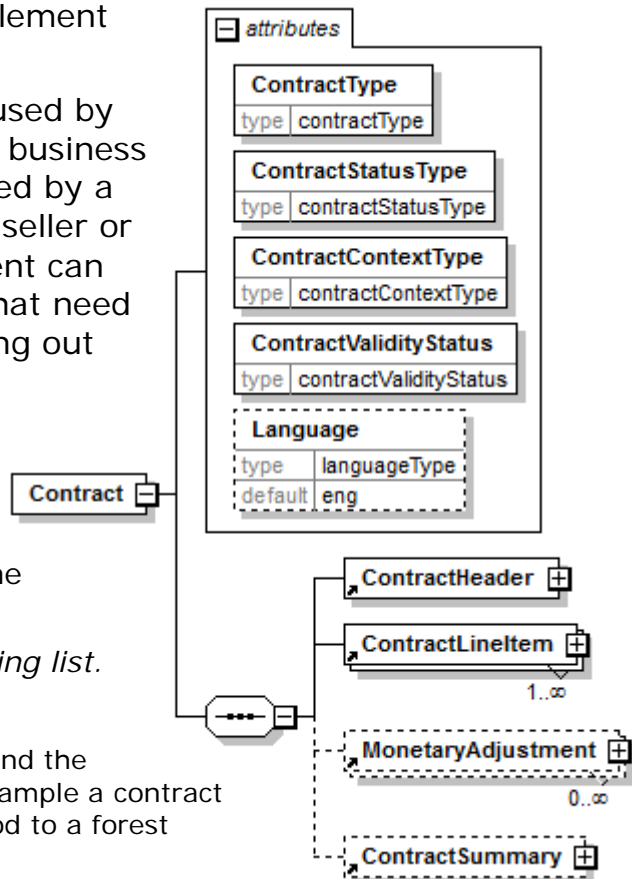 lement
used by
business
ed by a
seller or
ent can
hat need
ng out
ne
ing list.
nd the
ample a contract
od to a forest
Contract
attributes
ContractType
type contractType
ContractStatusType
type contractStatusType
ContractContextType
type contractContextType
ContractValidityStatus
type contractValidityStatus
Language
type languageType
default eng
ContractHeader
ContractLineItem
1..∞
MonetaryAdjustment
0..∞
ContractSummary